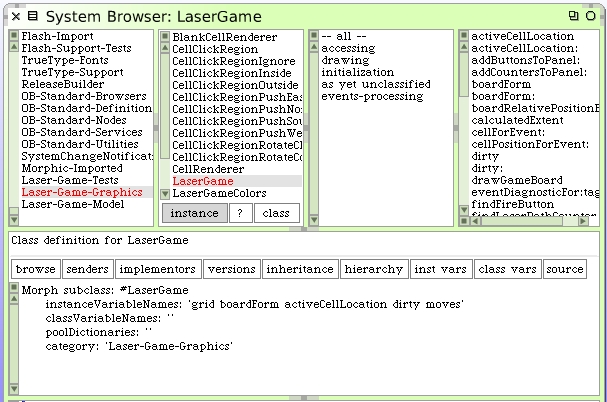 System Browser: LaserGame
Flash-Import
Flash-Support-Tests
TrueType-Fonts
TrueType-Support
ReleaseBuilder
OB-Standard-Browsers
OB-Standard-Definition
OB-Standard-Nodes
OB-Standard-Services
OB-Standard-Utilities
SystemChangeNotificat
Morphic-Imported
Laser-Game-Tests
Laser-Game-Graphics
Laser-Game-Model
BlankCellRenderer
CellClickRegion
CellClickRegionIgnore
CellClickRegionInside
CellClickRegionOutside
CellClickRegionPushEas
CellClickRegionPushNo
CellClickRegionPushSou
CellClickRegionPushWe
CellClickRegionRotateCl
CellClickRegionRotateCo
CellRenderer
LaserGame
LaserGameColors
instance ? class
-- all --
accessing
drawing
initialization
as yet unclassified
events-processing
activeCellLocation
activeCellLocation:
addButtonsToPanel:
addCountersToPanel:
boardForm
boardForm:
boardRelativePositionF
calculatedExtent
cellForEvent:
cellPositionForEvent:
dirty
dirty:
drawGameBoard
eventDiagnosticFor:tag
findFireButton
findLaserPathCounter
Class definition for LaserGame
browse senders implementors versions inheritance hierarchy inst vars class vars source
Morph subclass: #LaserGame
instanceVariableNames: 'grid boardForm activeCellLocation dirty moves'
classVariableNames: ''
poolDictionaries: ''
category: 'Laser-Game-Graphics'